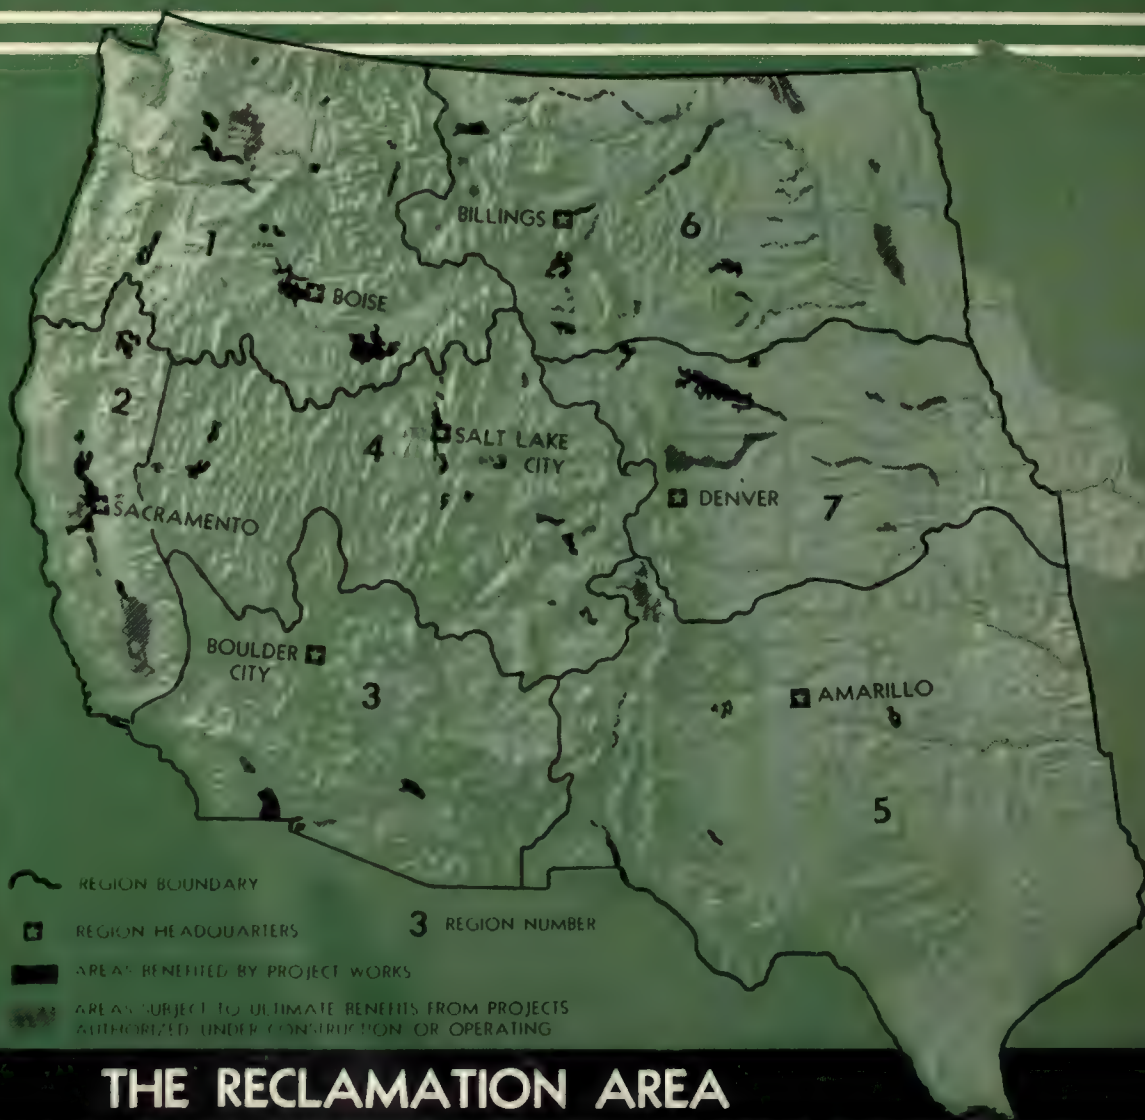 BILLINGS
6
1
BOISE
2
4
SALT LAKE
CITY
SACRAMENTO
DENVER
7
BOULDER
CITY
3
AMARILLO
5
REGION BOUNDARY
REGION HEADQUARTERS
3 REGION NUMBER
AREAS BENEFITED BY PROJECT WORKS
AREAS SUBJECT TO ULTIMATE BENEFITS FROM PROJECTS
AUTHORIZED UNDER CONSTRUCTION OR OPERATING
THE RECLAMATION AREA